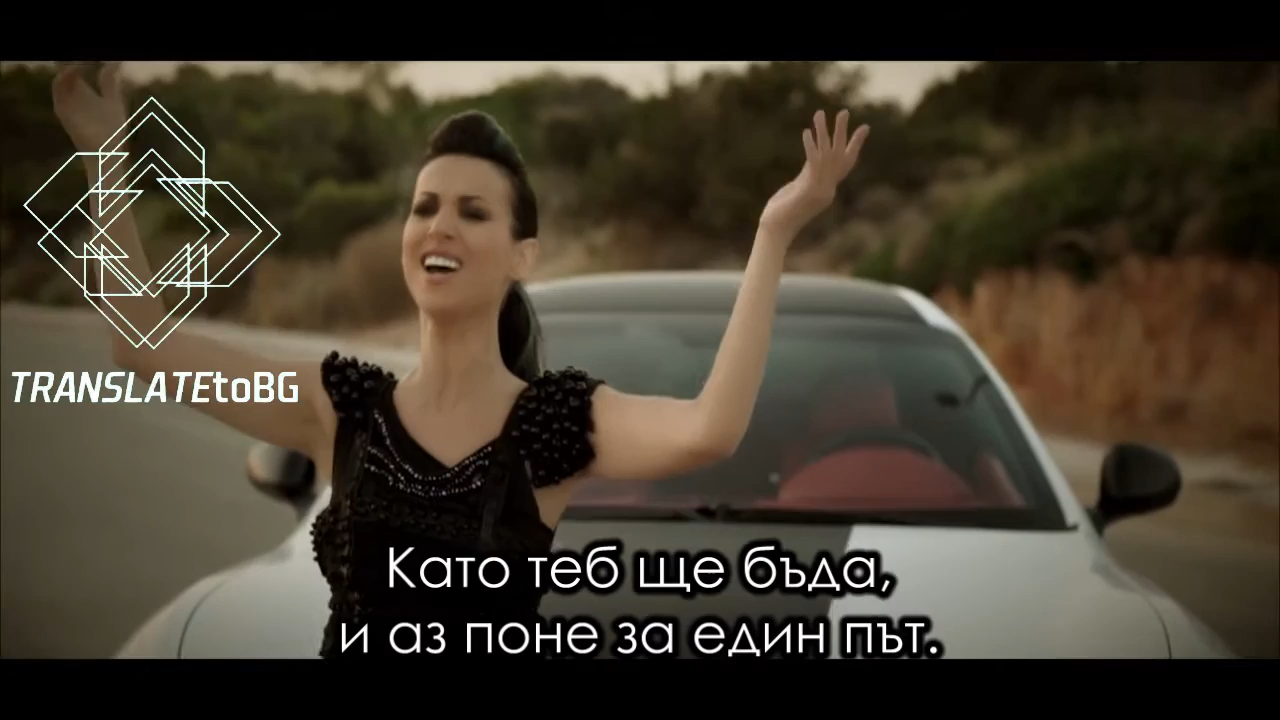 TRANSLATEtoBG
Като теб ще бъда,
и аз поне за един път.